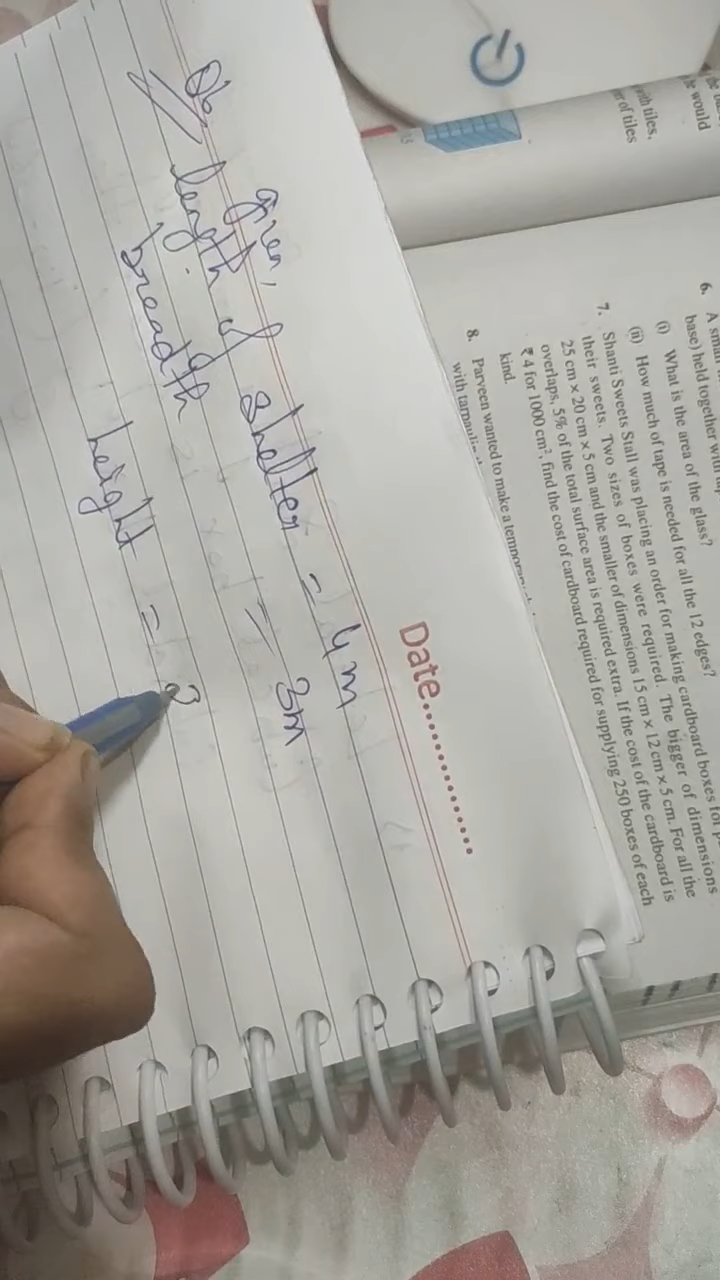 Given,
length of shelter = 4m
breadth = 3m
height =
Date
be would
with tiles,
er of tiles
6. A small
base) held together with
(i) What is the area of the glass?
(ii) How much of tape is needed for all the 12 edges?
7. Shanti Sweets Stall was placing an order for making cardboard boxes for
their sweets. Two sizes of boxes were required. The bigger of dimensions
25 cm × 20 cm × 5 cm and the smaller of dimensions 15 cm × 12 cm × 5 cm. For all the
overlaps, 5% of the total surface area is required extra. If the cost of the cardboard is
₹ 4 for 1000 cm², find the cost of cardboard required for supplying 250 boxes of each
kind.
8. Parveen wanted to make a
with